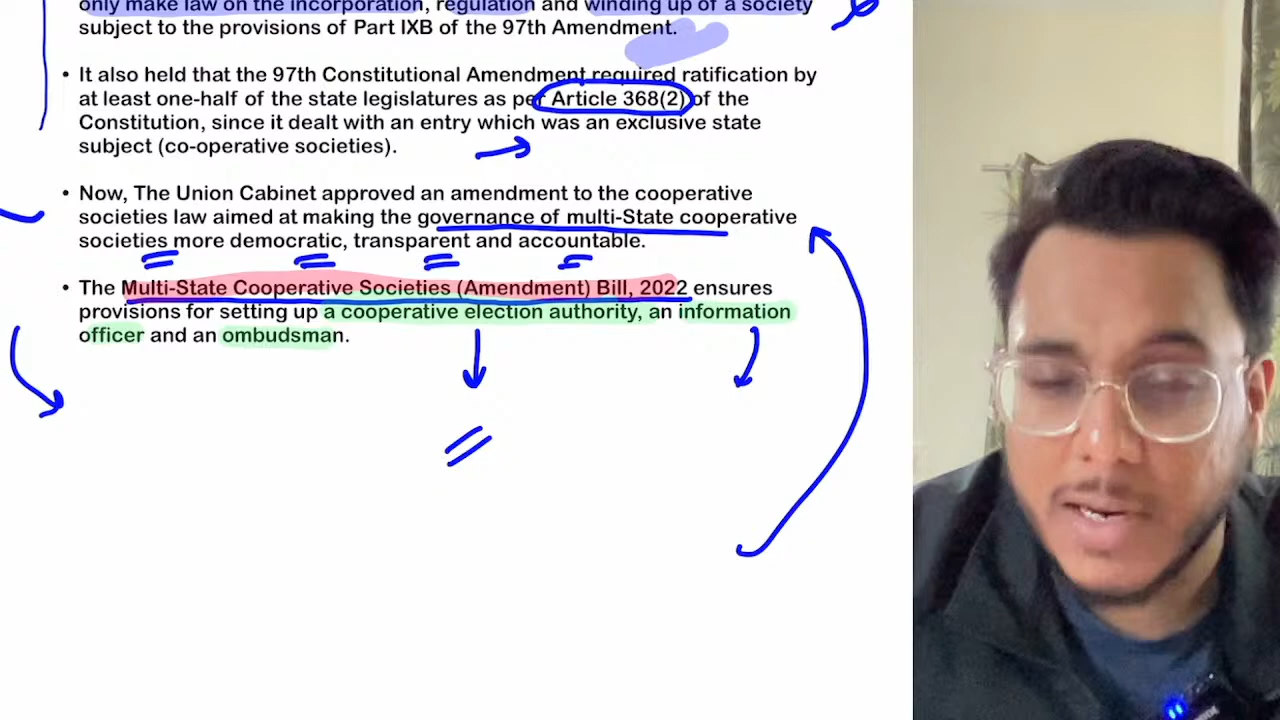 only make law on the incorporation, regulation and winding up of a society
subject to the provisions of Part IXB of the 97th Amendment.
• It also held that the 97th Constitutional Amendment required ratification by
at least one-half of the state legislatures as per Article 368(2) of the
Constitution, since it dealt with an entry which was an exclusive state
subject (co-operative societies).
• Now, The Union Cabinet approved an amendment to the cooperative
societies law aimed at making the governance of multi-State cooperative
societies more democratic, transparent and accountable.
• The Multi-State Cooperative Societies (Amendment) Bill, 2022 ensures
provisions for setting up a cooperative election authority, an information
officer and an ombudsman.